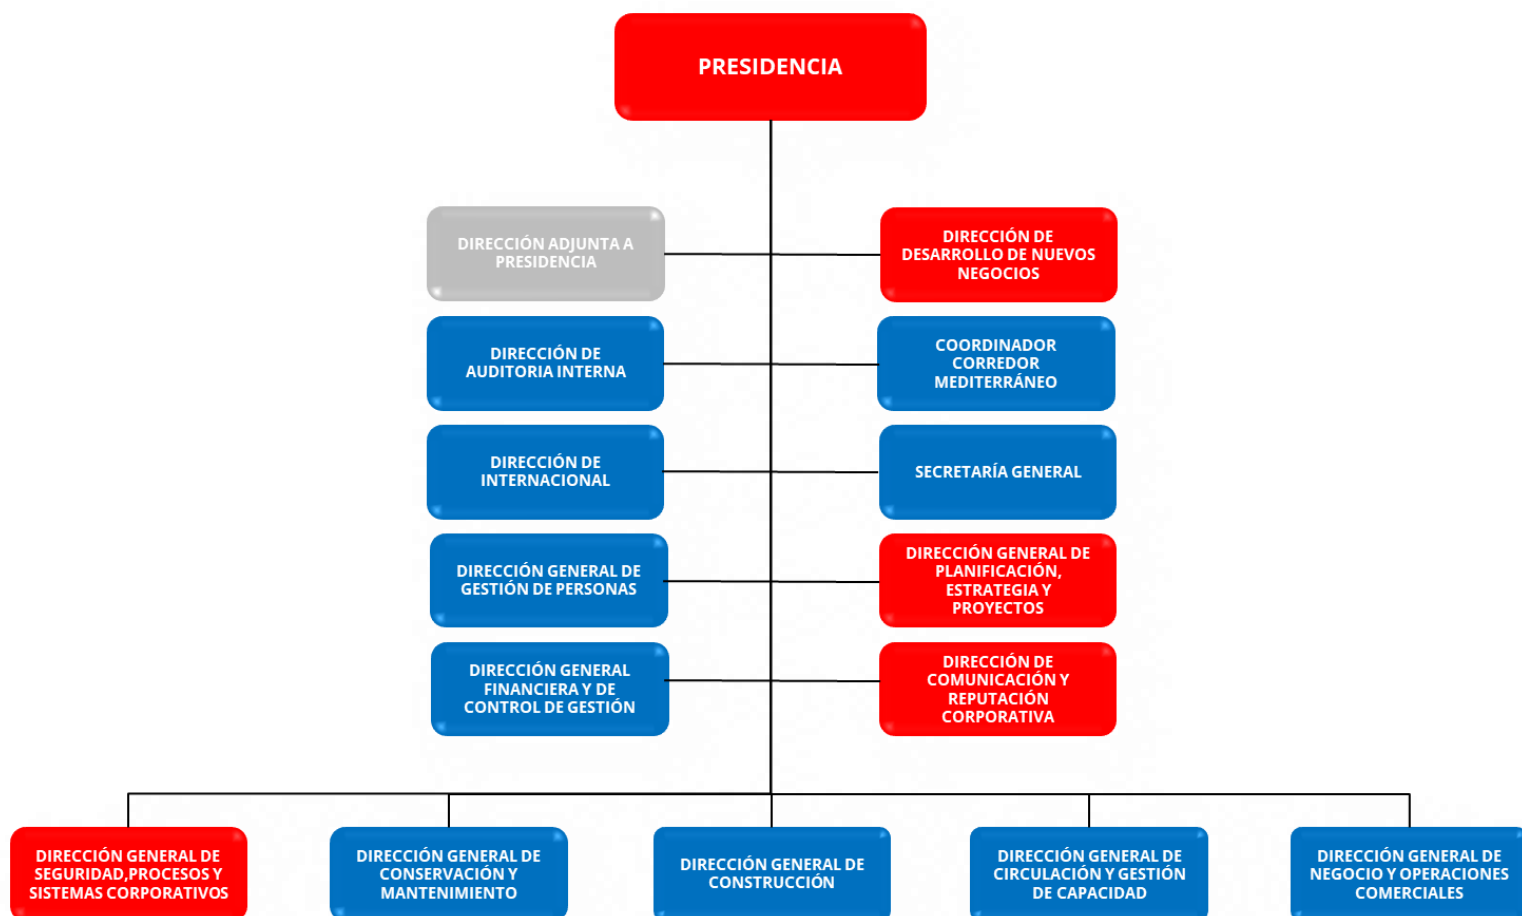 PRESIDENCIA
DIRECCIÓN ADJUNTA A
PRESIDENCIA
DIRECCIÓN DE
DESARROLLO DE NUEVOS
NEGOCIOS
DIRECCIÓN DE
AUDITORIA INTERNA
COORDINADOR
CORREDOR
MEDITERRÁNEO
DIRECCIÓN DE
INTERNACIONAL
SECRETARÍA GENERAL
DIRECCIÓN GENERAL DE
GESTIÓN DE PERSONAS
DIRECCIÓN GENERAL DE
PLANIFICACIÓN,
ESTRATEGIA Y
PROYECTOS
DIRECCIÓN GENERAL
FINANCIERA Y DE
CONTROL DE GESTIÓN
DIRECCIÓN DE
COMUNICACIÓN Y
REPUTACIÓN
CORPORATIVA
DIRECCIÓN GENERAL DE
SEGURIDAD,PROCESOS Y
SISTEMAS CORPORATIVOS
DIRECCIÓN GENERAL DE
CONSERVACIÓN Y
MANTENIMIENTO
DIRECCIÓN GENERAL DE
CONSTRUCCIÓN
DIRECCIÓN GENERAL DE
CIRCULACIÓN Y GESTIÓN
DE CAPACIDAD
DIRECCIÓN GENERAL DE
NEGOCIO Y OPERACIONES
COMERCIALES